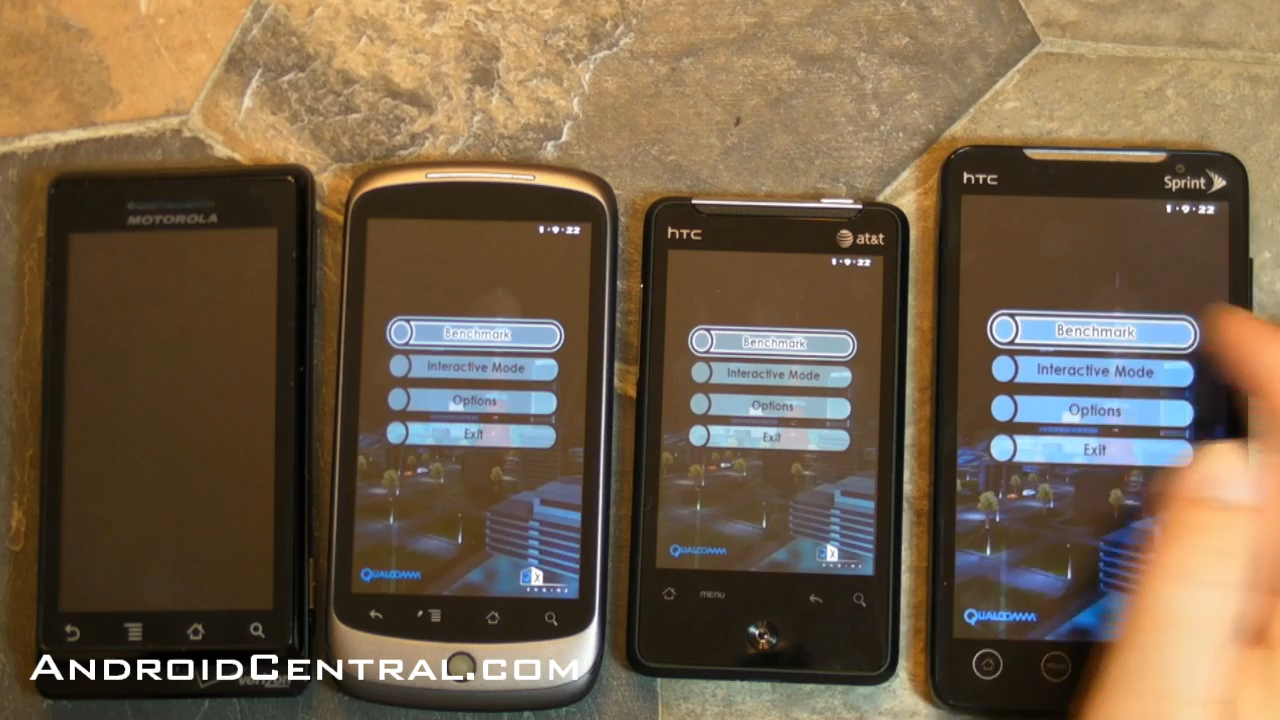 MOTOROLA
1·9·22
Benchmark
Interactive Mode
Options
Exit
QUALCOMM
hTC
at&t
1·9·22
Benchmark
Interactive Mode
Options
Exit
MENU
QUALCOMM
hTC
Sprint
1·9·22
Benchmark
Interactive Mode
Options
Exit
QUALCOMM
ANDROIDCENTRAL.COM